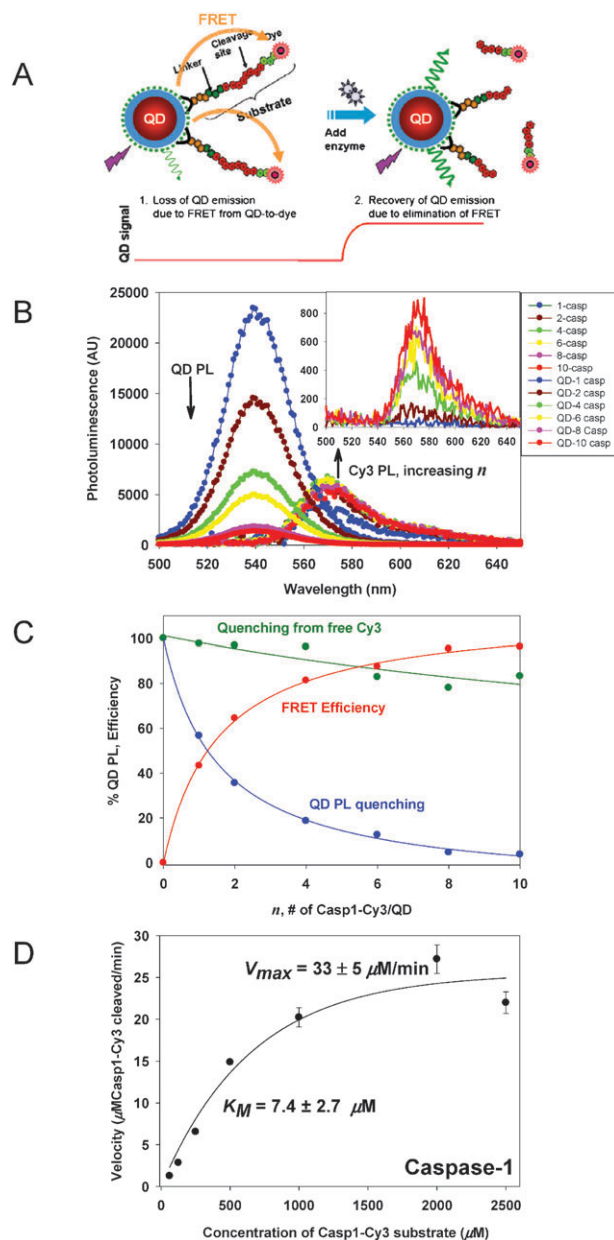 A
FRET
Cleavage
site
Dye
Linker
Substrate
QD
Add
enzyme
QD
1. Loss of QD emission
due to FRET from QD-to-dye
2. Recovery of QD emission
due to elimination of FRET
QD signal
B
Photoluminescence (AU)
25000
20000
15000
10000
5000
0
QD PL
800
600
400
200
0
500 520 540 560 580 600 620 640
Cy3 PL, increasing n
1-casp
2-casp
4-casp
6-casp
8-casp
10-casp
QD-1 casp
QD-2 casp
QD-4 casp
QD-6 casp
QD-8 casp
QD-10 casp
500 520 540 560 580 600 620 640
Wavelength (nm)
C
% QD PL, Efficiency
100
80
60
40
20
0
Quenching from free Cy3
FRET Efficiency
QD PL quenching
0 2 4 6 8 10
n, # of Casp1-Cy3/QD
D
Velocity (μMCasp1-Cy3 cleaved/min)
30
25
20
15
10
5
0
Vmax = 33 ± 5 μM/min
KM = 7.4 ± 2.7 μM
Caspase-1
0 500 1000 1500 2000 2500
Concentration of Casp1-Cy3 substrate (μM)